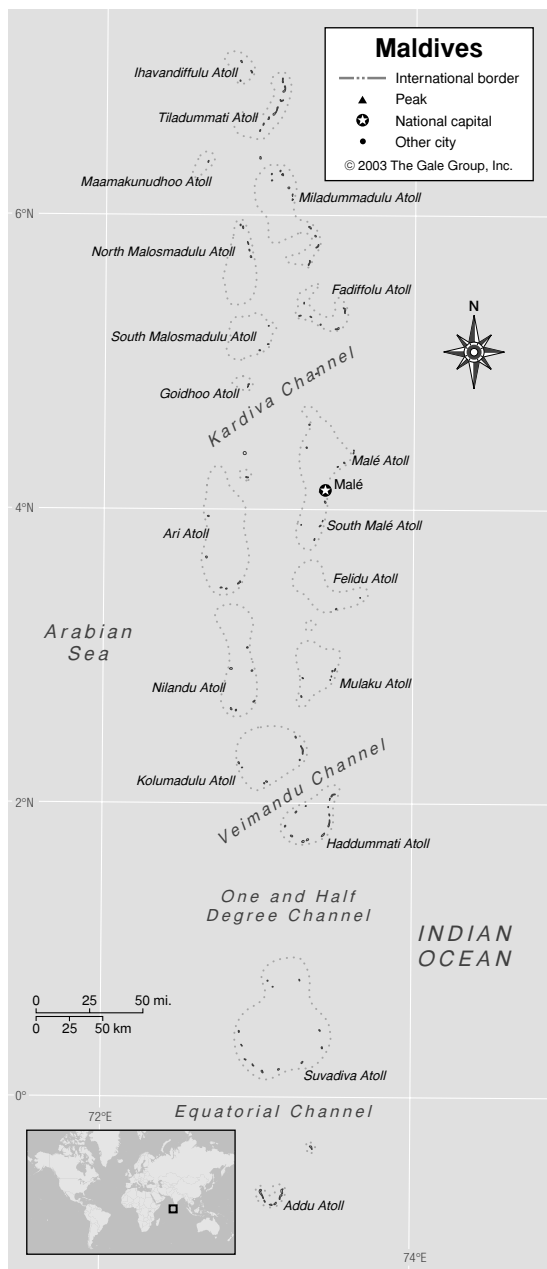 Maldives
International border
Peak
National capital
Other city
© 2003 The Gale Group, Inc.
Ihavandiffulu Atoll
Tiladummati Atoll
Maamakunudhoo Atoll
Miladummadulu Atoll
6°N
North Malosmadulu Atoll
Fadiffolu Atoll
N
South Malosmadulu Atoll
Goidhoo Atoll
Kardiva Channel
Malé Atoll
Malé
4°N
South Malé Atoll
Ari Atoll
Felidu Atoll
Arabian
Sea
Nilandu Atoll
Mulaku Atoll
Kolumadulu Atoll
Veimandu Channel
2°N
Haddummati Atoll
One and Half
Degree Channel
INDIAN
OCEAN
0 25 50 mi.
0 25 50 km
Suvadiva Atoll
0°
72°E
Equatorial Channel
Addu Atoll
74°E